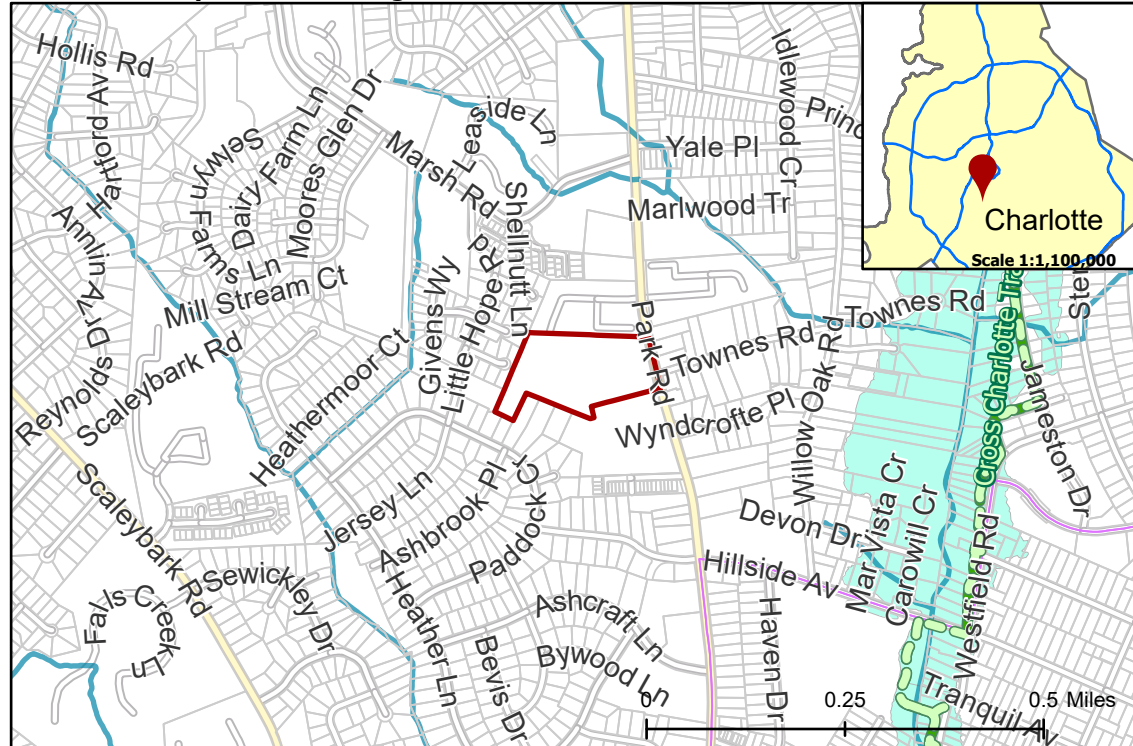 Hollis Rd
Hartford Av
Anninury Av
Reynolds Dr
Scaleybark Rd
Selwyn Farms Ln
Dairy Farm Ln
Moores Glen Dr
Mill Stream Ct
Heathermoor Ct
Givens Wy
Little Hope Rd
Marsh Rd
Leaside Ln
Shellnutt Ln
Yale Pl
Marlwood Tr
Idlewood Cr
Princ
Park Rd
Townes Rd
Townes Rd
Wyndcrofte Pl
Willow Oak Rd
Devon Dr
Mar Vista Cr
Carowill Cr
Hillside Av
Haven Dr
Westfield Rd
Cross Charlotte Tra
Jameston Dr
Ster
Tranquil Av
Jersey Ln
Ashbrook Pl
Paddock Cr
Heather Ln
Sewickley Dr
Scaleybark Rd
Falls Creek Ln
Bevis Dr
Ashcraft Ln
Bywood Ln
Charlotte
Scale 1:1,100,000
0 0.25 0.5 Miles